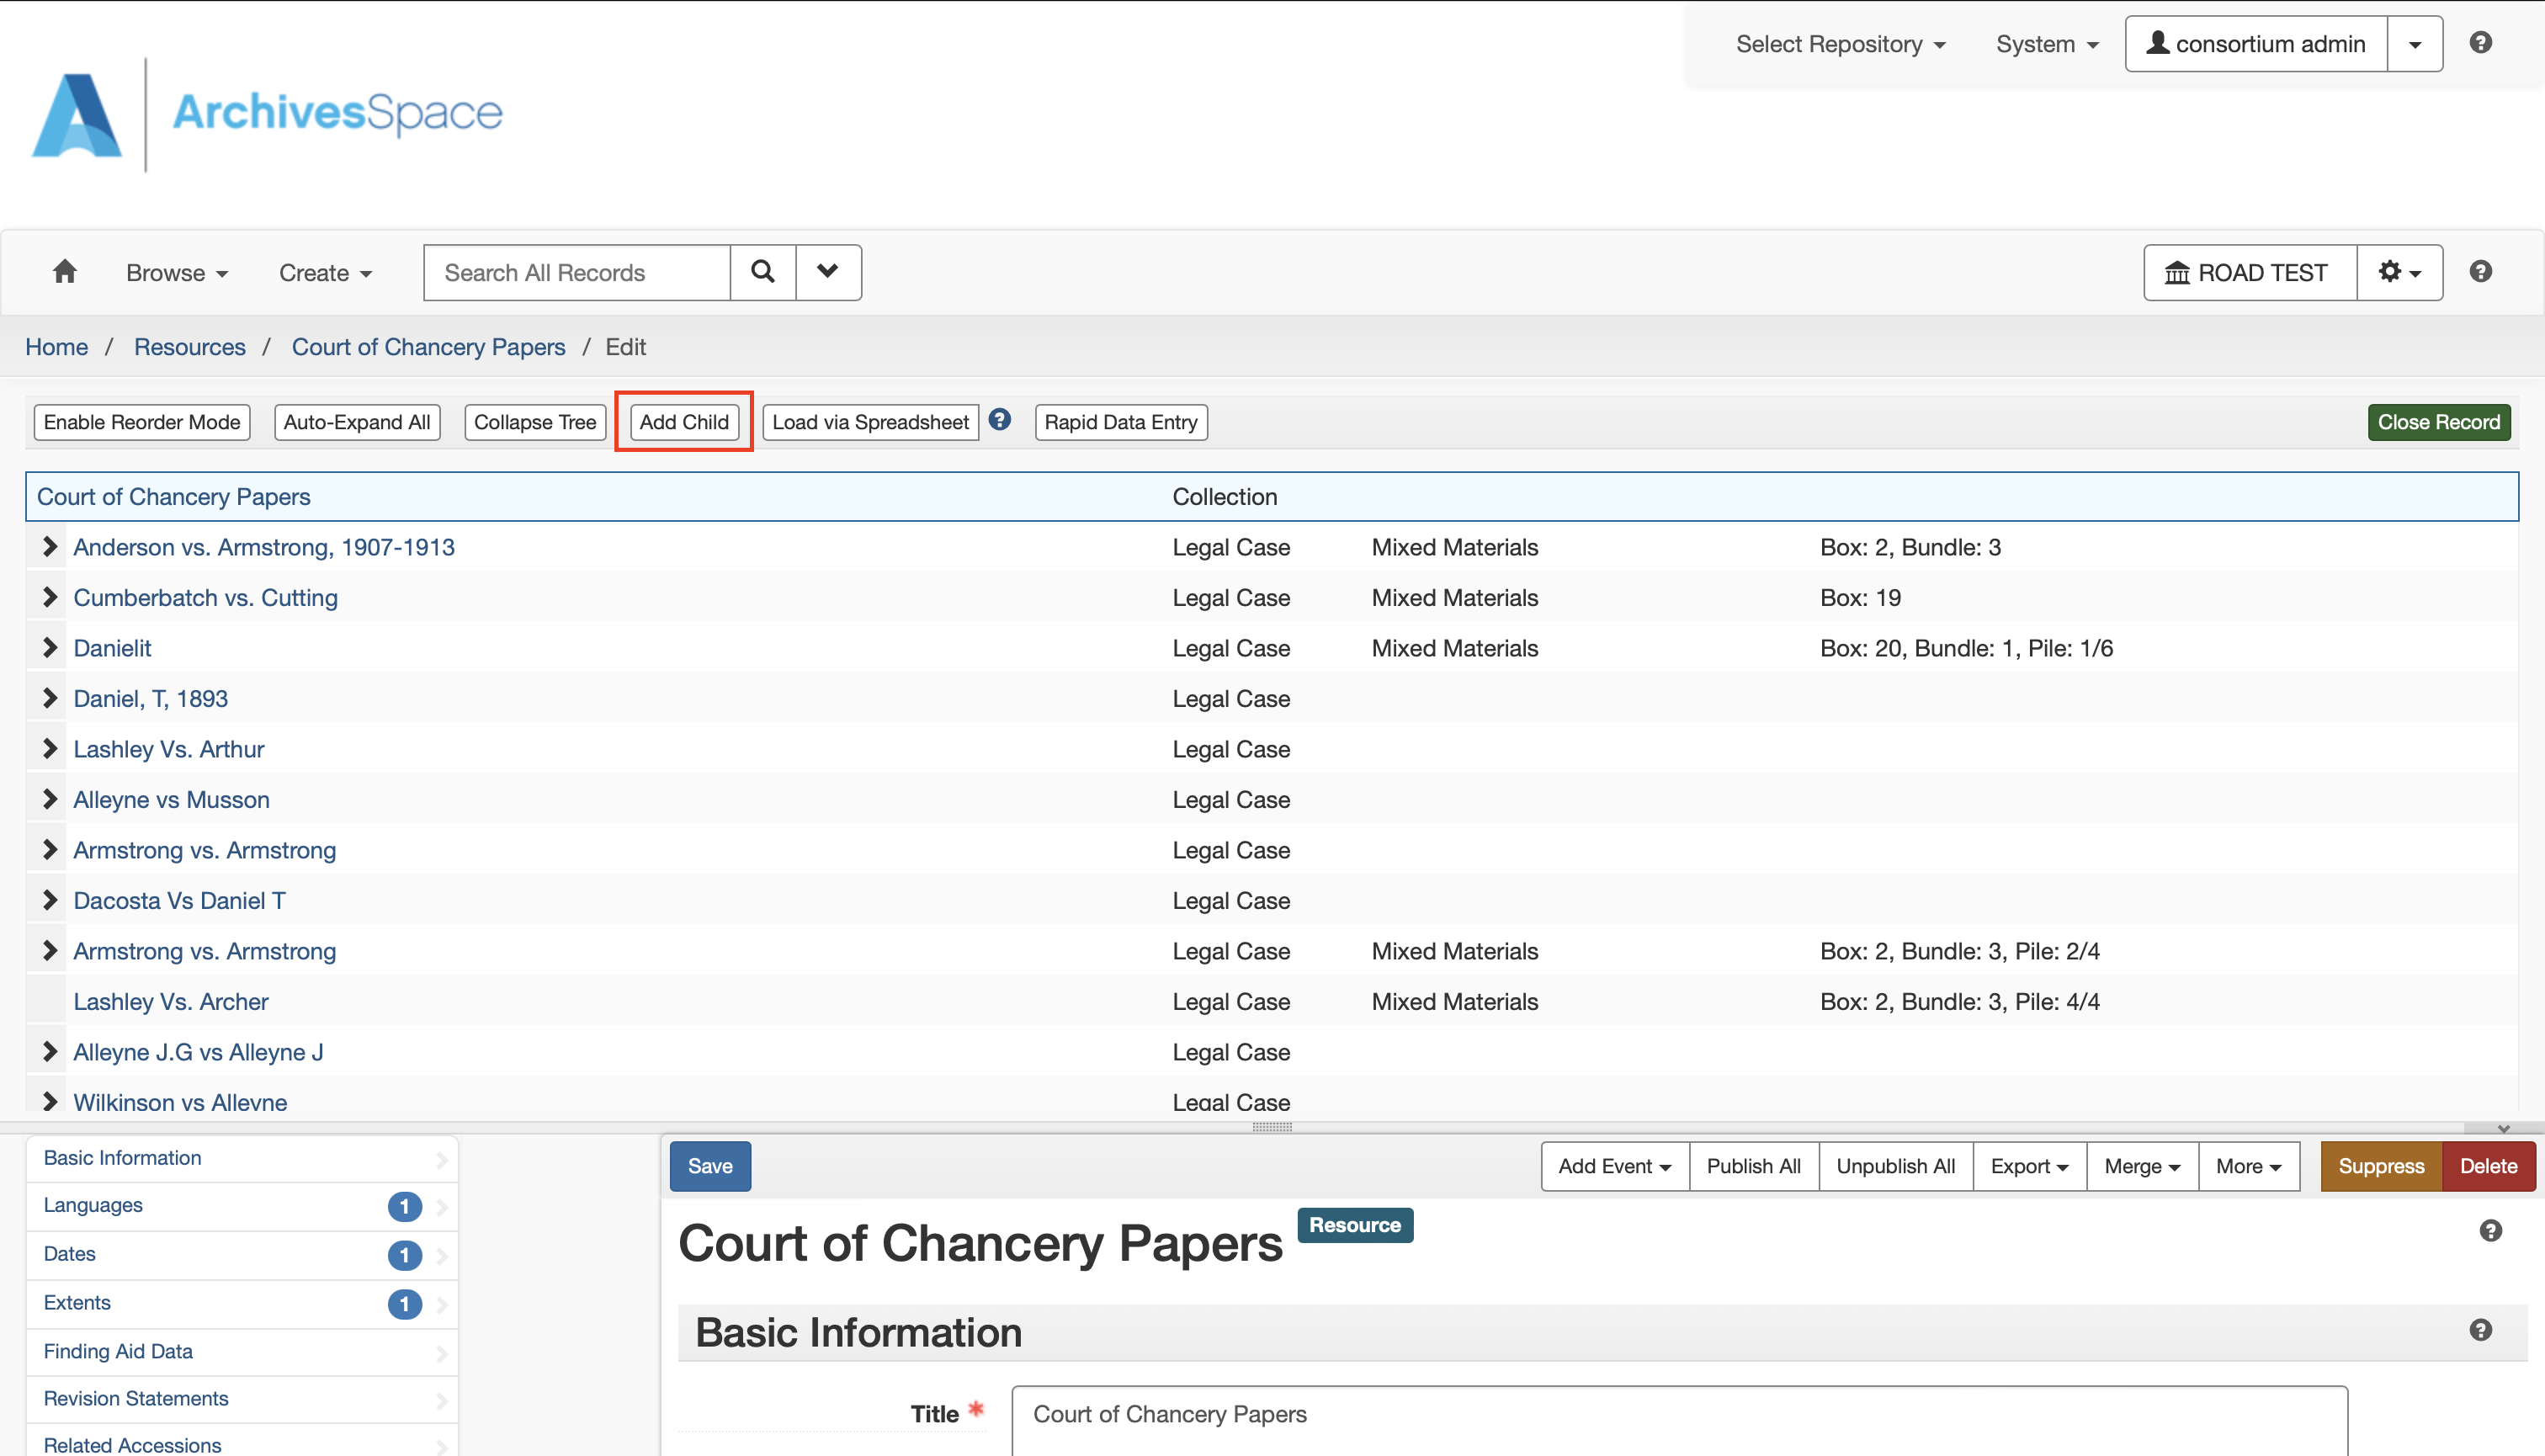 Select Repository System consortium admin
ArchivesSpace
Browse Create Search All Records ROAD TEST
Home / Resources / Court of Chancery Papers / Edit
Enable Reorder Mode Auto-Expand All Collapse Tree Add Child Load via Spreadsheet Rapid Data Entry Close Record
Court of Chancery Papers Collection
Anderson vs. Armstrong, 1907-1913 Legal Case Mixed Materials Box: 2, Bundle: 3
Cumberbatch vs. Cutting Legal Case Mixed Materials Box: 19
Danielit Legal Case Mixed Materials Box: 20, Bundle: 1, Pile: 1/6
Daniel, T, 1893 Legal Case
Lashley Vs. Arthur Legal Case
Alleyne vs Musson Legal Case
Armstrong vs. Armstrong Legal Case
Dacosta Vs Daniel T Legal Case
Armstrong vs. Armstrong Legal Case Mixed Materials Box: 2, Bundle: 3, Pile: 2/4
Lashley Vs. Archer Legal Case Mixed Materials Box: 2, Bundle: 3, Pile: 4/4
Alleyne J.G vs Alleyne J Legal Case
Wilkinson vs Alleyne Legal Case
Basic Information
Languages 1
Dates 1
Extents 1
Finding Aid Data
Revision Statements
Related Accessions
Save Add Event Publish All Unpublish All Export Merge More Suppress Delete
Court of Chancery Papers Resource
Basic Information
Title * Court of Chancery Papers